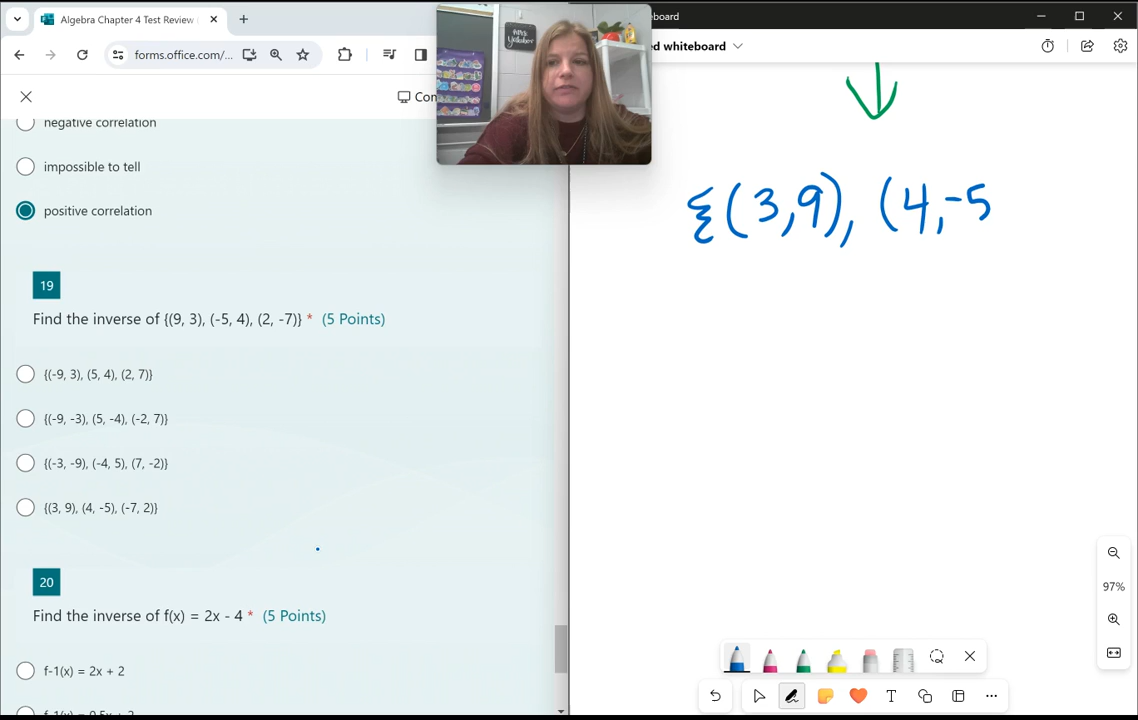 Algebra Chapter 4 Test Review
eboard
forms.office.com/...
ed whiteboard
Con
negative correlation
impossible to tell
positive correlation
{(3,9), (4,-5
19
Find the inverse of {(9, 3), (-5, 4), (2, -7)} * (5 Points)
{(-9, 3), (5, 4), (2, 7)}
{(-9, -3), (5, -4), (-2, 7)}
{(-3, -9), (-4, 5), (7, -2)}
{(3, 9), (4, -5), (-7, 2)}
20
Find the inverse of f(x) = 2x - 4 * (5 Points)
f-1(x) = 2x + 2
97%